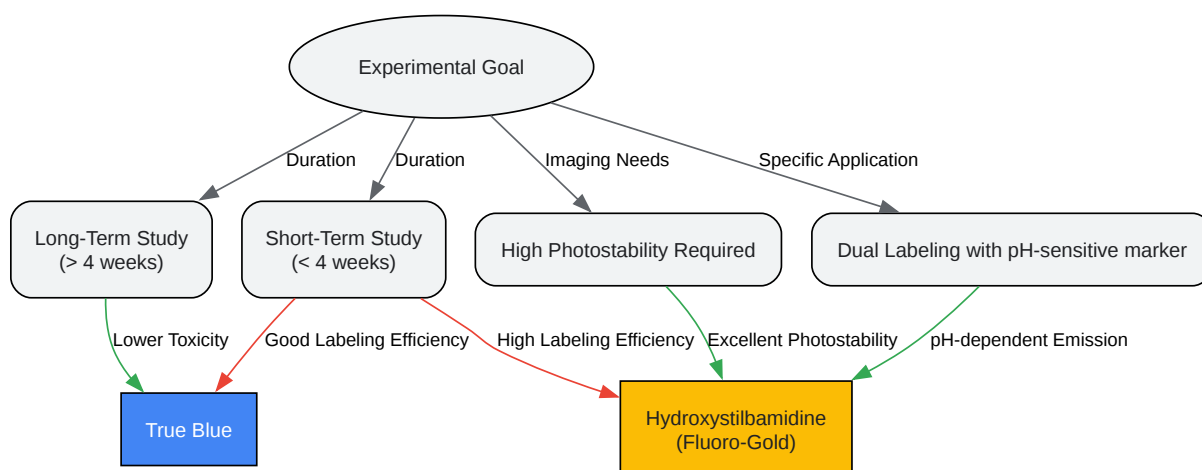 Experimental Goal
Duration
Duration
Imaging Needs
Specific Application
Long-Term Study
(> 4 weeks)
Short-Term Study
(< 4 weeks)
High Photostability Required
Dual Labeling with pH-sensitive marker
Lower Toxicity
Good Labeling Efficiency
High Labeling Efficiency
Excellent Photostability
pH-dependent Emission
True Blue
Hydroxystilbamidine
(Fluoro-Gold)